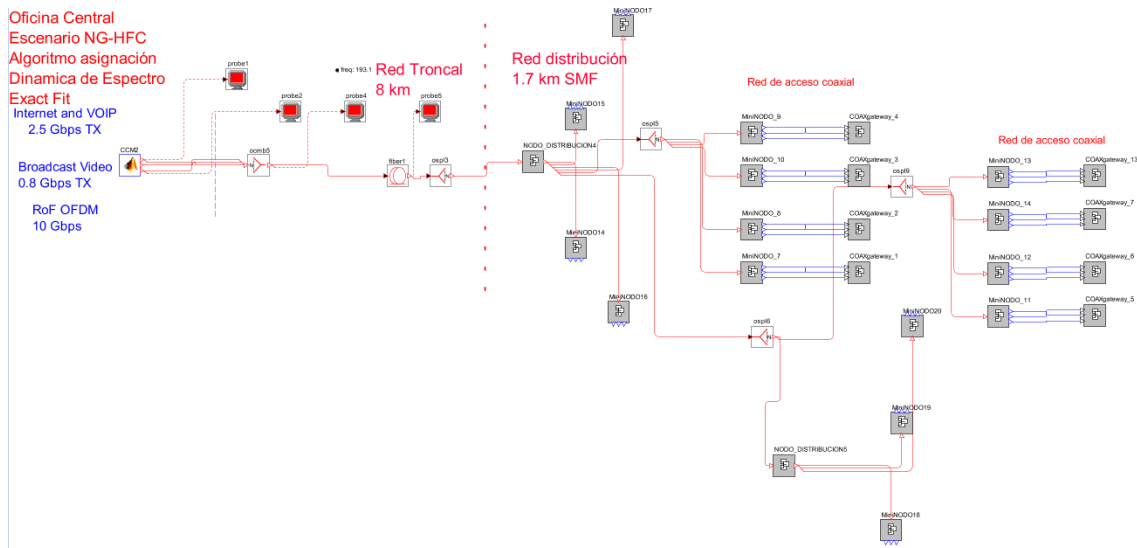 Oficina Central
Escenario NG-HFC
Algoritmo asignación
Dinamica de Espectro
Exact Fit
Internet and VOIP
2.5 Gbps TX
Broadcast Video
0.8 Gbps TX
RoF OFDM
10 Gbps
CCM2
probe1
probe2
ocmb5
freq: 193.1
probe4
Red Troncal
8 km
probe5
fiber1
ospl3
Red distribución
1.7 km SMF
MiniNODO17
MiniNODO15
NODO_DISTRIBUCION4
MiniNODO14
MiniNODO16
ospl5
ospl6
Red de acceso coaxial
MiniNODO_9
COAXgateway_4
MiniNODO_10
COAXgateway_3
MiniNODO_8
COAXgateway_2
MiniNODO_7
COAXgateway_1
ospl9
Red de acceso coaxial
MiniNODO_13
COAXgateway_13
MiniNODO_14
COAXgateway_7
MiniNODO_12
COAXgateway_6
MiniNODO_11
COAXgateway_5
MiniNODO20
MiniNODO19
NODO_DISTRIBUCION5
MiniNODO18